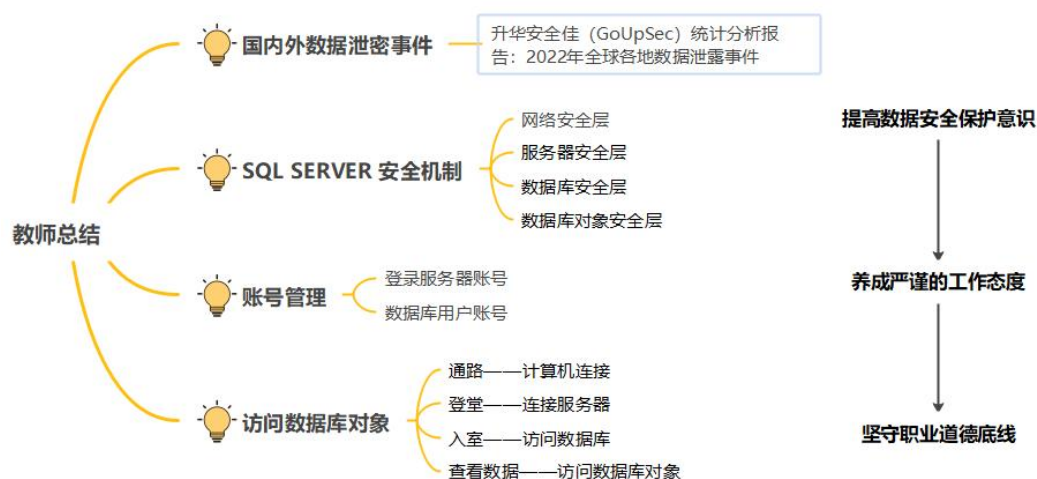 教师总结
国内外数据泄密事件
升华安全佳（GoUpSec）统计分析报
告：2022年全球各地数据泄露事件
SQL SERVER 安全机制
网络安全层
服务器安全层
数据库安全层
数据库对象安全层
账号管理
登录服务器账号
数据库用户账号
访问数据库对象
通路——计算机连接
登堂——连接服务器
入室——访问数据库
查看数据——访问数据库对象
提高数据安全保护意识
养成严谨的工作态度
坚守职业道德底线